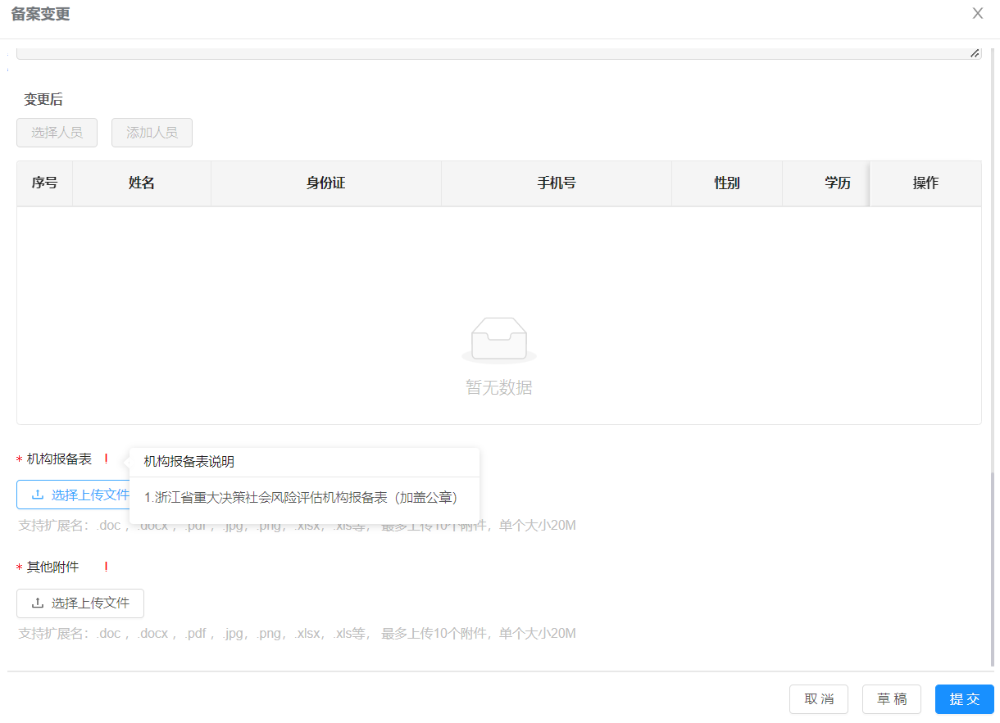 备案变更
变更后
选择人员 添加人员
序号 姓名 身份证 手机号 性别 学历 操作
暂无数据
* 机构报备表 !
机构报备表说明
选择上传文件
1.浙江省重大决策社会风险评估机构报备表（加盖公章）
支持扩展名：.doc ，.docx ，.pdf ，.jpg，.png，.xlsx，.xls等， 最多上传10个附件，单个大小20M
* 其他附件 !
选择上传文件
支持扩展名：.doc ，.docx ，.pdf ，.jpg，.png，.xlsx，.xls等， 最多上传10个附件，单个大小20M
取 消 草 稿 提 交